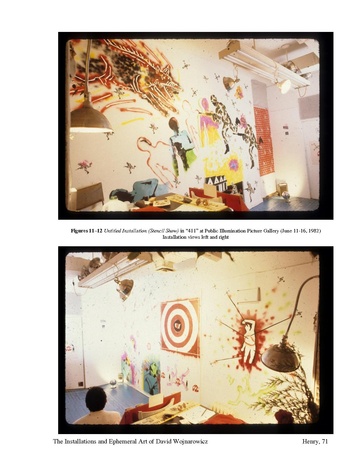 Figures 11-12 Untitled Installation (Stencil Show) in "411" at Public Illumination Picture Gallery (June 11-16, 1982)
Installation views left and right
The Installations and Ephemeral Art of David Wojnarowicz
Henry, 71